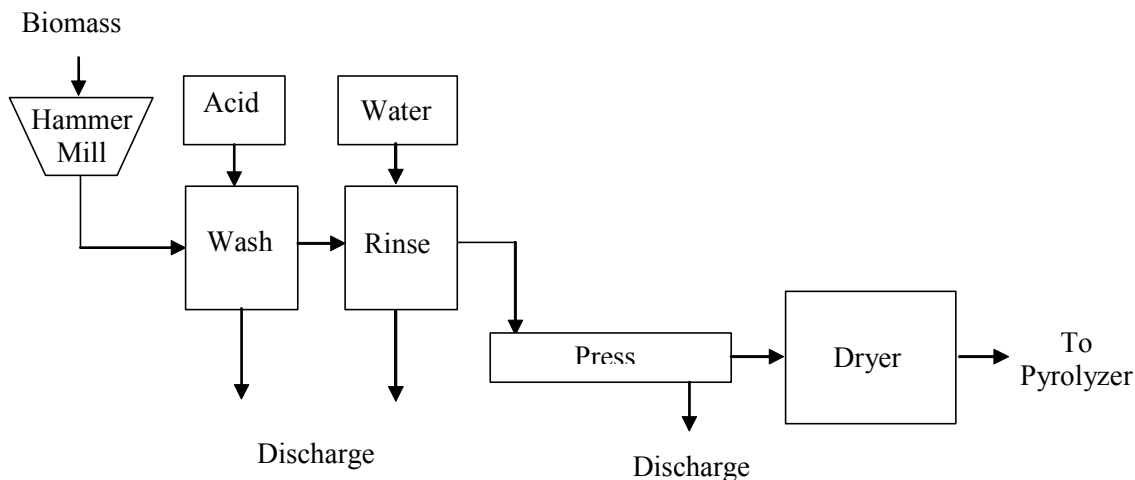 Biomass
Hammer
Mill
Acid
Water
Wash
Rinse
Press
Dryer
To
Pyrolyzer
Discharge
Discharge